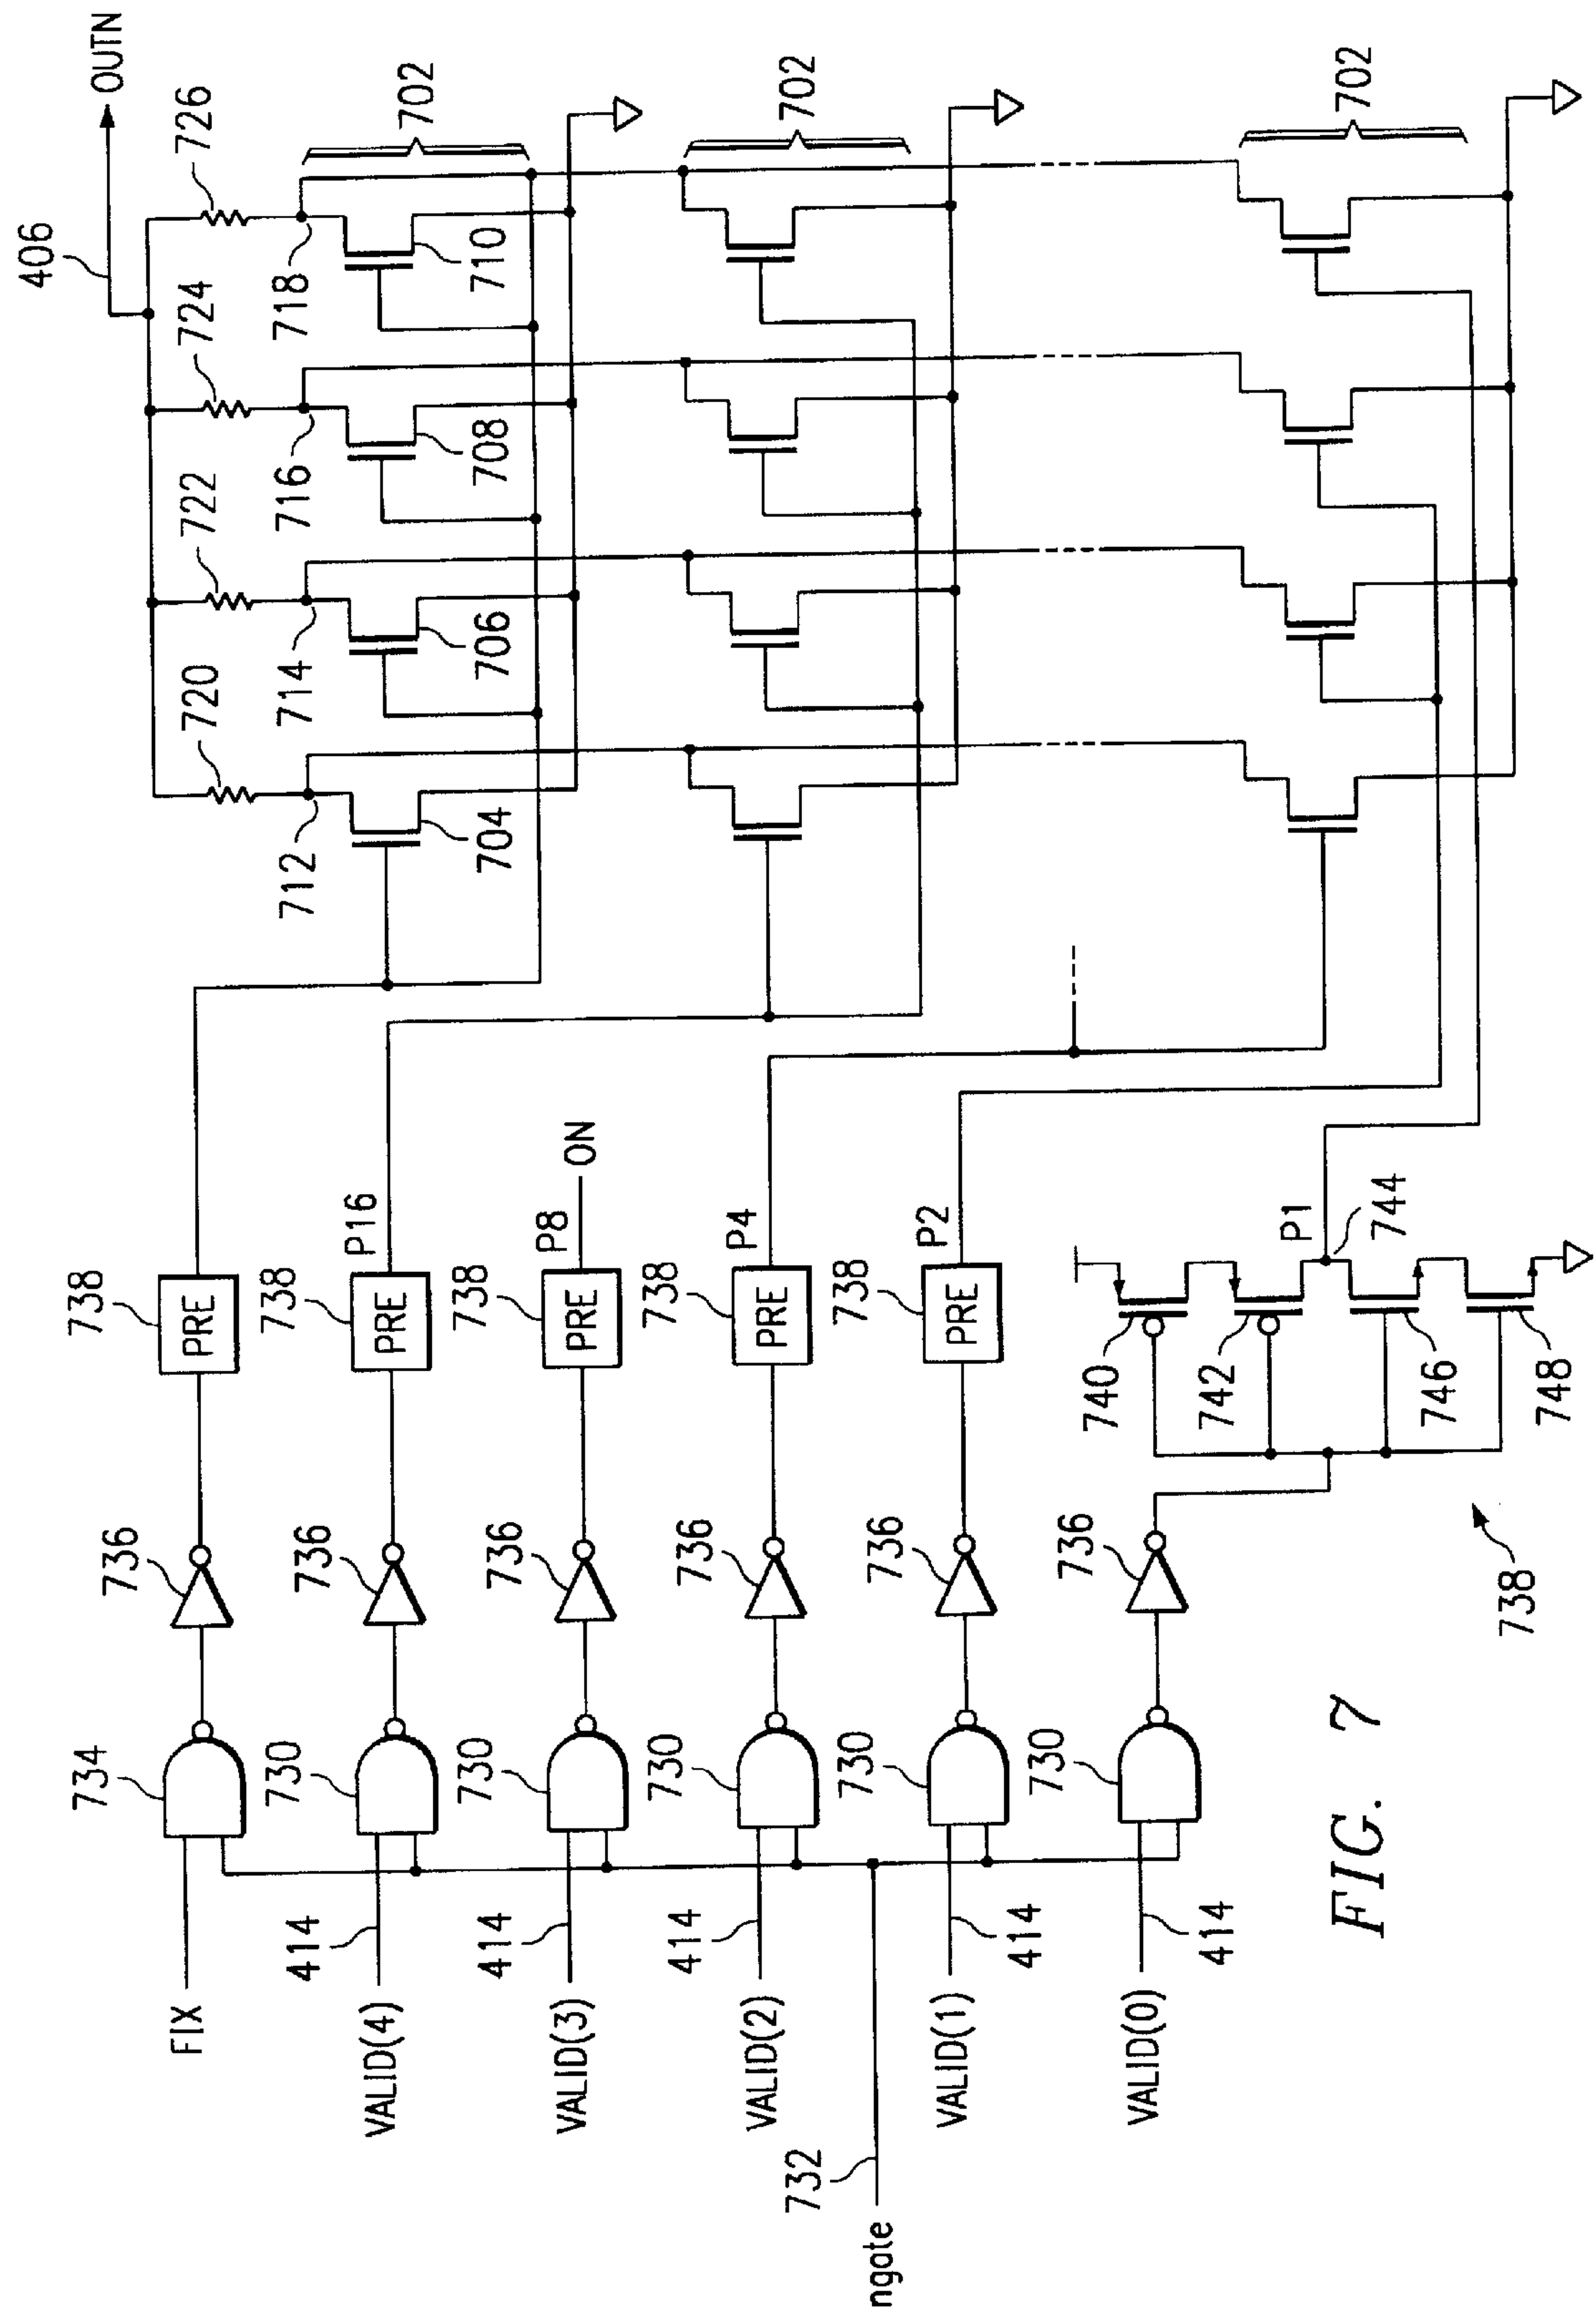 406
OUTN
720
722
724
726
712
714
716
718
702
704
706
708
710
702
702
FIX
734
736
738
PRE
VALID(4)
414
730
736
738
PRE
P16
VALID(3)
414
730
736
738
PRE
P8
ON
VALID(2)
414
730
736
738
PRE
P4
VALID(1)
414
730
736
738
PRE
P2
VALID(0)
414
730
736
740
742
746
748
P1
744
738
732
ngate
FIG. 7